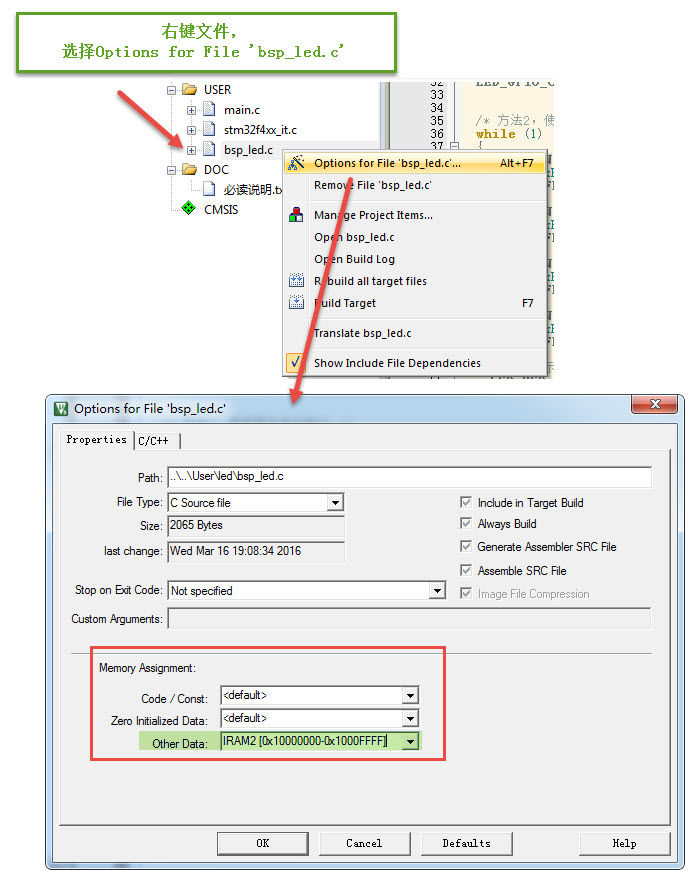 右键文件，
选择Options for File 'bsp_led.c'
USER
main.c
stm32f4xx_it.c
bsp_led.c
DOC
必读说明.tx
CMSIS
33
34
35 /* 方法2，使
36 while (1)
37 {
Options for File 'bsp_led.c'... Alt+F7
Remove File 'bsp_led.c'
Manage Project Items...
Open bsp_led.c
Open Build Log
Rebuild all target files
Build Target F7
Translate bsp_led.c
Show Include File Dependencies
Options for File 'bsp_led.c'
Properties C/C++
Path: ..\..\User\led\bsp_led.c
File Type: C Source file
Include in Target Build
Size: 2065 Bytes
Always Build
last change: Wed Mar 16 19:08:34 2016
Generate Assembler SRC File
Assemble SRC File
Stop on Exit Code: Not specified
Image File Compression
Custom Arguments:
Memory Assignment:
Code / Const: <default>
Zero Initialized Data: <default>
Other Data: IRAM2 [0x10000000-0x1000FFFF]
OK Cancel Defaults Help